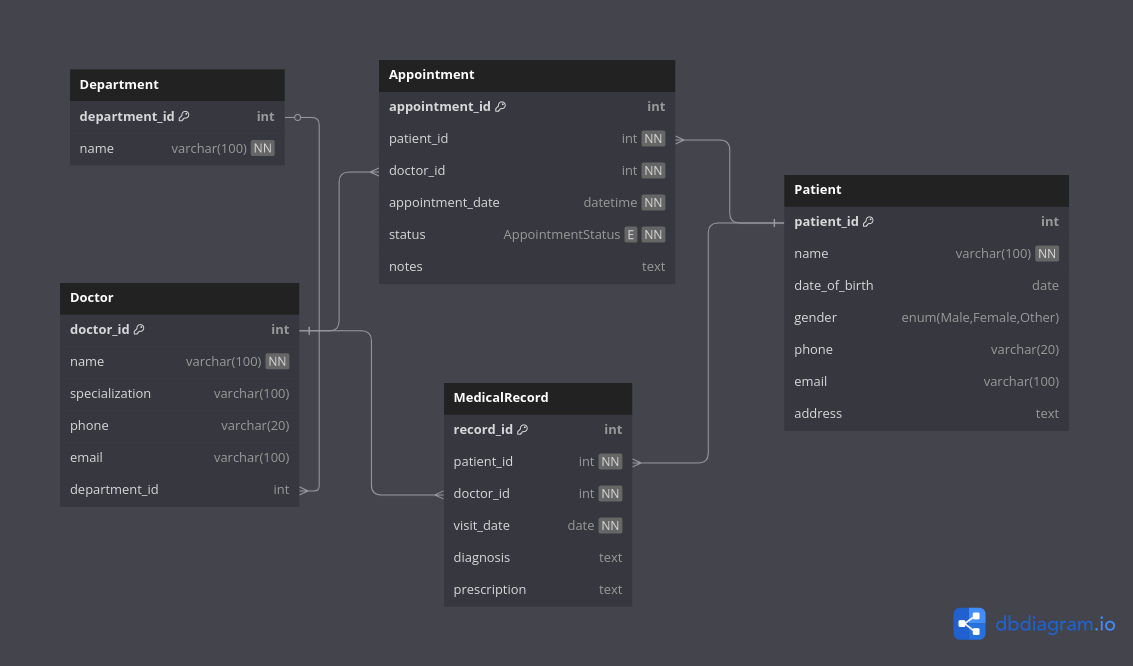 Department
department_id int
name varchar(100) NN
Appointment
appointment_id int
patient_id int NN
doctor_id int NN
appointment_date datetime NN
status AppointmentStatus E NN
notes text
Patient
patient_id int
name varchar(100) NN
date_of_birth date
gender enum(Male,Female,Other)
phone varchar(20)
email varchar(100)
address text
Doctor
doctor_id int
name varchar(100) NN
specialization varchar(100)
phone varchar(20)
email varchar(100)
department_id int
MedicalRecord
record_id int
patient_id int NN
doctor_id int NN
visit_date date NN
diagnosis text
prescription text
dbdiagram.io